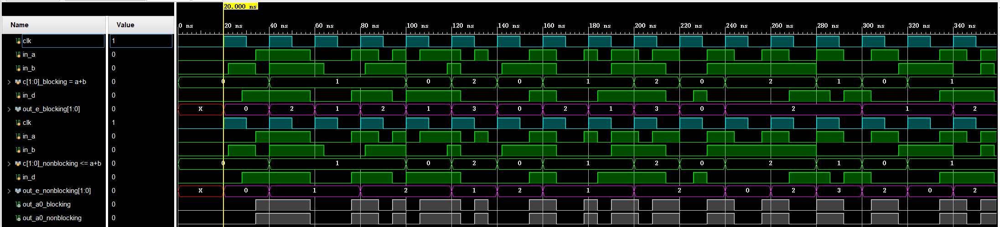 20.000 ns
Name Value
0 ns 20 ns 40 ns 60 ns 80 ns 100 ns 120 ns 140 ns 160 ns 180 ns 200 ns 220 ns 240 ns 260 ns 280 ns 300 ns 320 ns 340 ns
clk 1
in_a 0
in_b 0
c[1:0]_blocking = a+b 0 0 1 0 2 0 1 2 0 2 1 0 1
in_d 0
out_e_blocking[1:0] 0 X 0 2 1 2 1 3 0 2 1 3 0 2 1 2
clk 1
in_a 0
in_b 0
c[1:0]_nonblocking <= a+b 0 0 1 0 2 0 1 2 0 2 1 0 1
in_d 0
out_e_nonblocking[1:0] 0 X 0 1 2 1 2 1 2 0 2 3 2 0 2
out_a0_blocking 0
out_a0_nonblocking 0